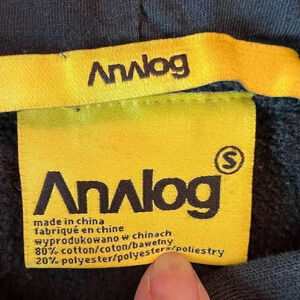 Analog
S
Analog
made in china
fabriqué en chine
wyprodukowano w chinach
80% cotton/coton/bawełny
20% polyester/polyester/poliestry